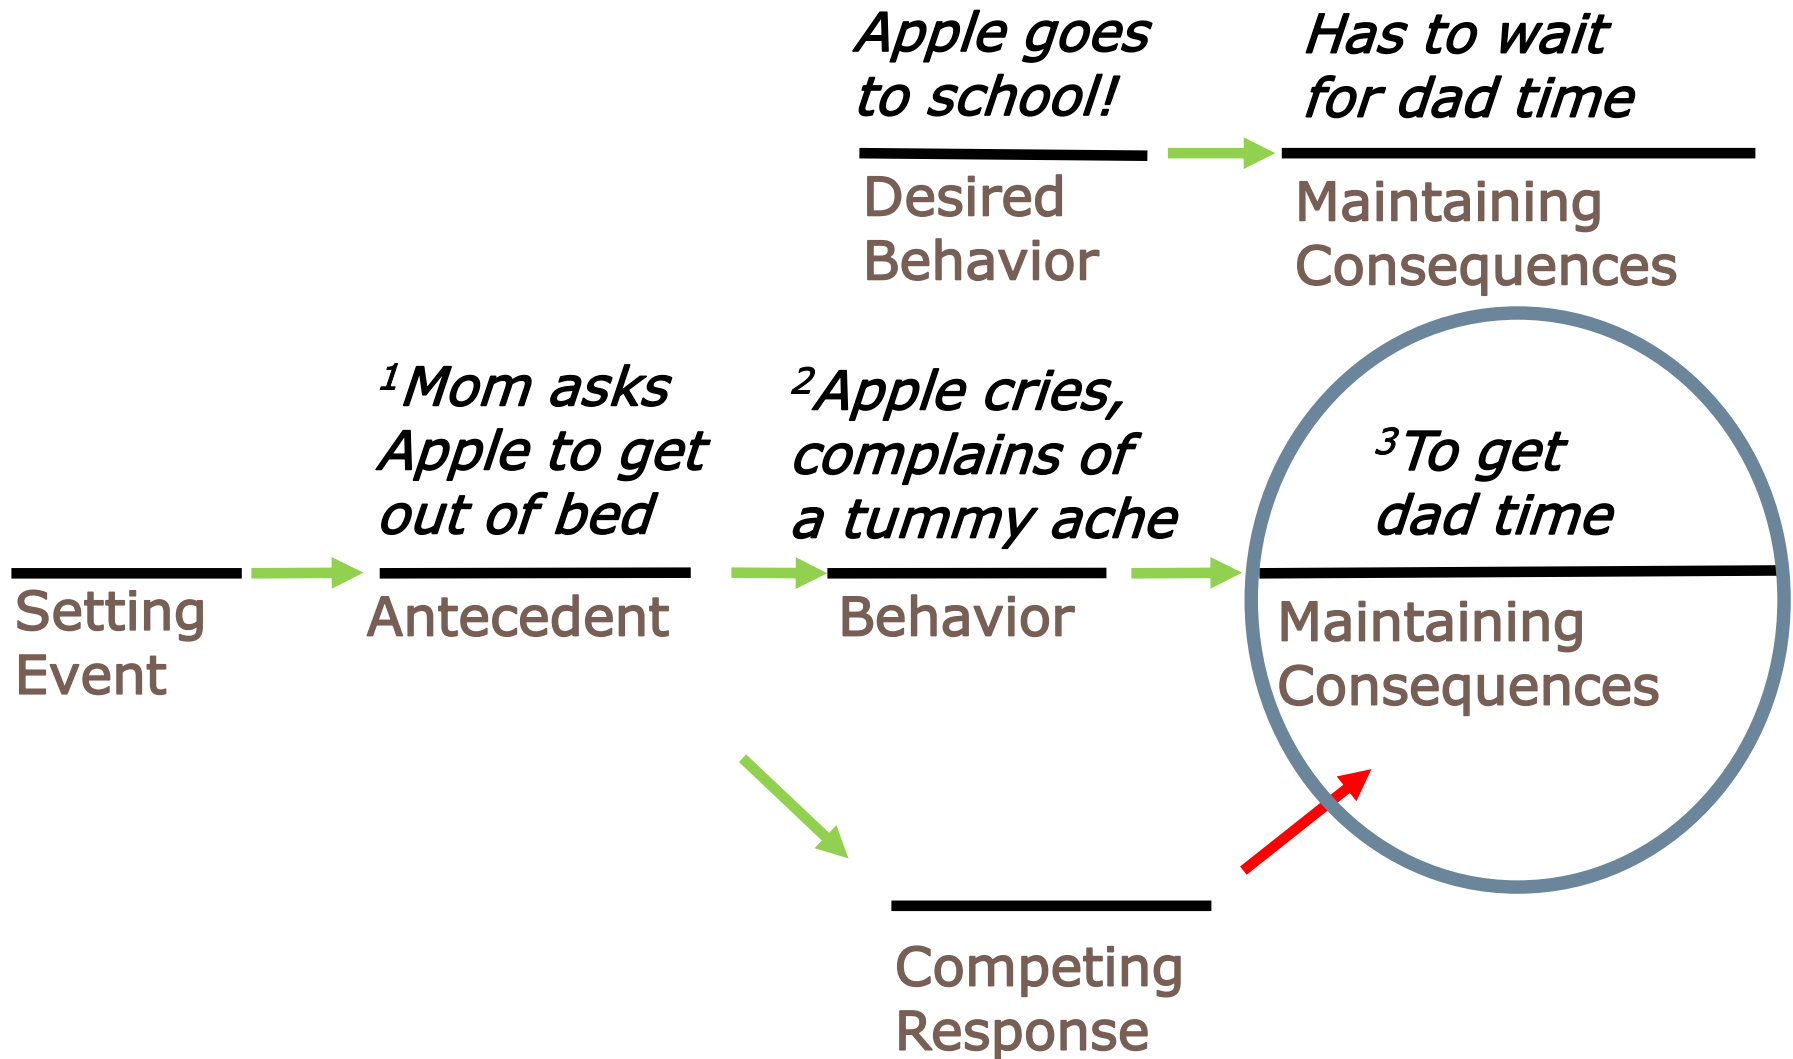 Apple goes
to school!
Desired
Behavior
Has to wait
for dad time
Maintaining
Consequences
Setting
Event
¹Mom asks
Apple to get
out of bed
Antecedent
²Apple cries,
complains of
a tummy ache
Behavior
³To get
dad time
Maintaining
Consequences
Competing
Response